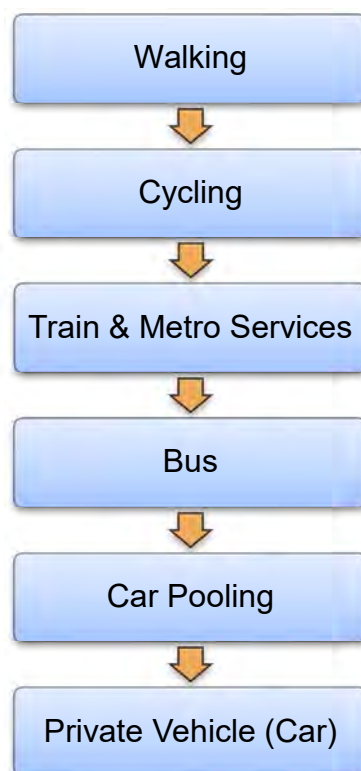 Walking
Cycling
Train & Metro Services
Bus
Car Pooling
Private Vehicle (Car)